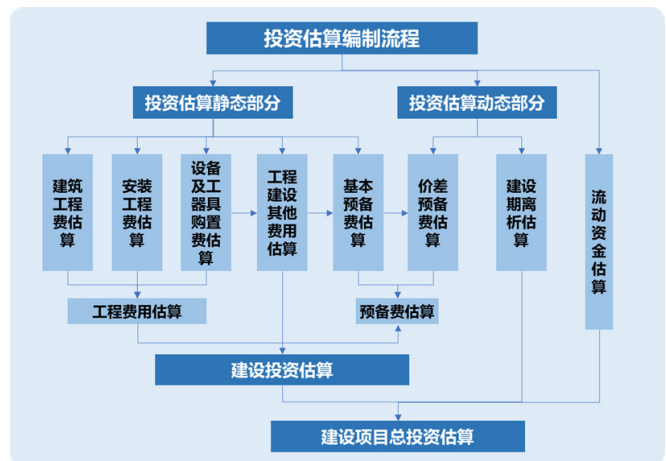 投资估算编制流程
投资估算静态部分
投资估算动态部分
建筑
工程
费估
算
安装
工程
费估
算
设备
及工
器具
购置
费估
算
工程
建设
其他
费用
估算
基本
预备
费估
算
价差
预备
费估
算
建设
期离
析估
算
流动资金估算
工程费用估算
预备费估算
建设投资估算
建设项目总投资估算